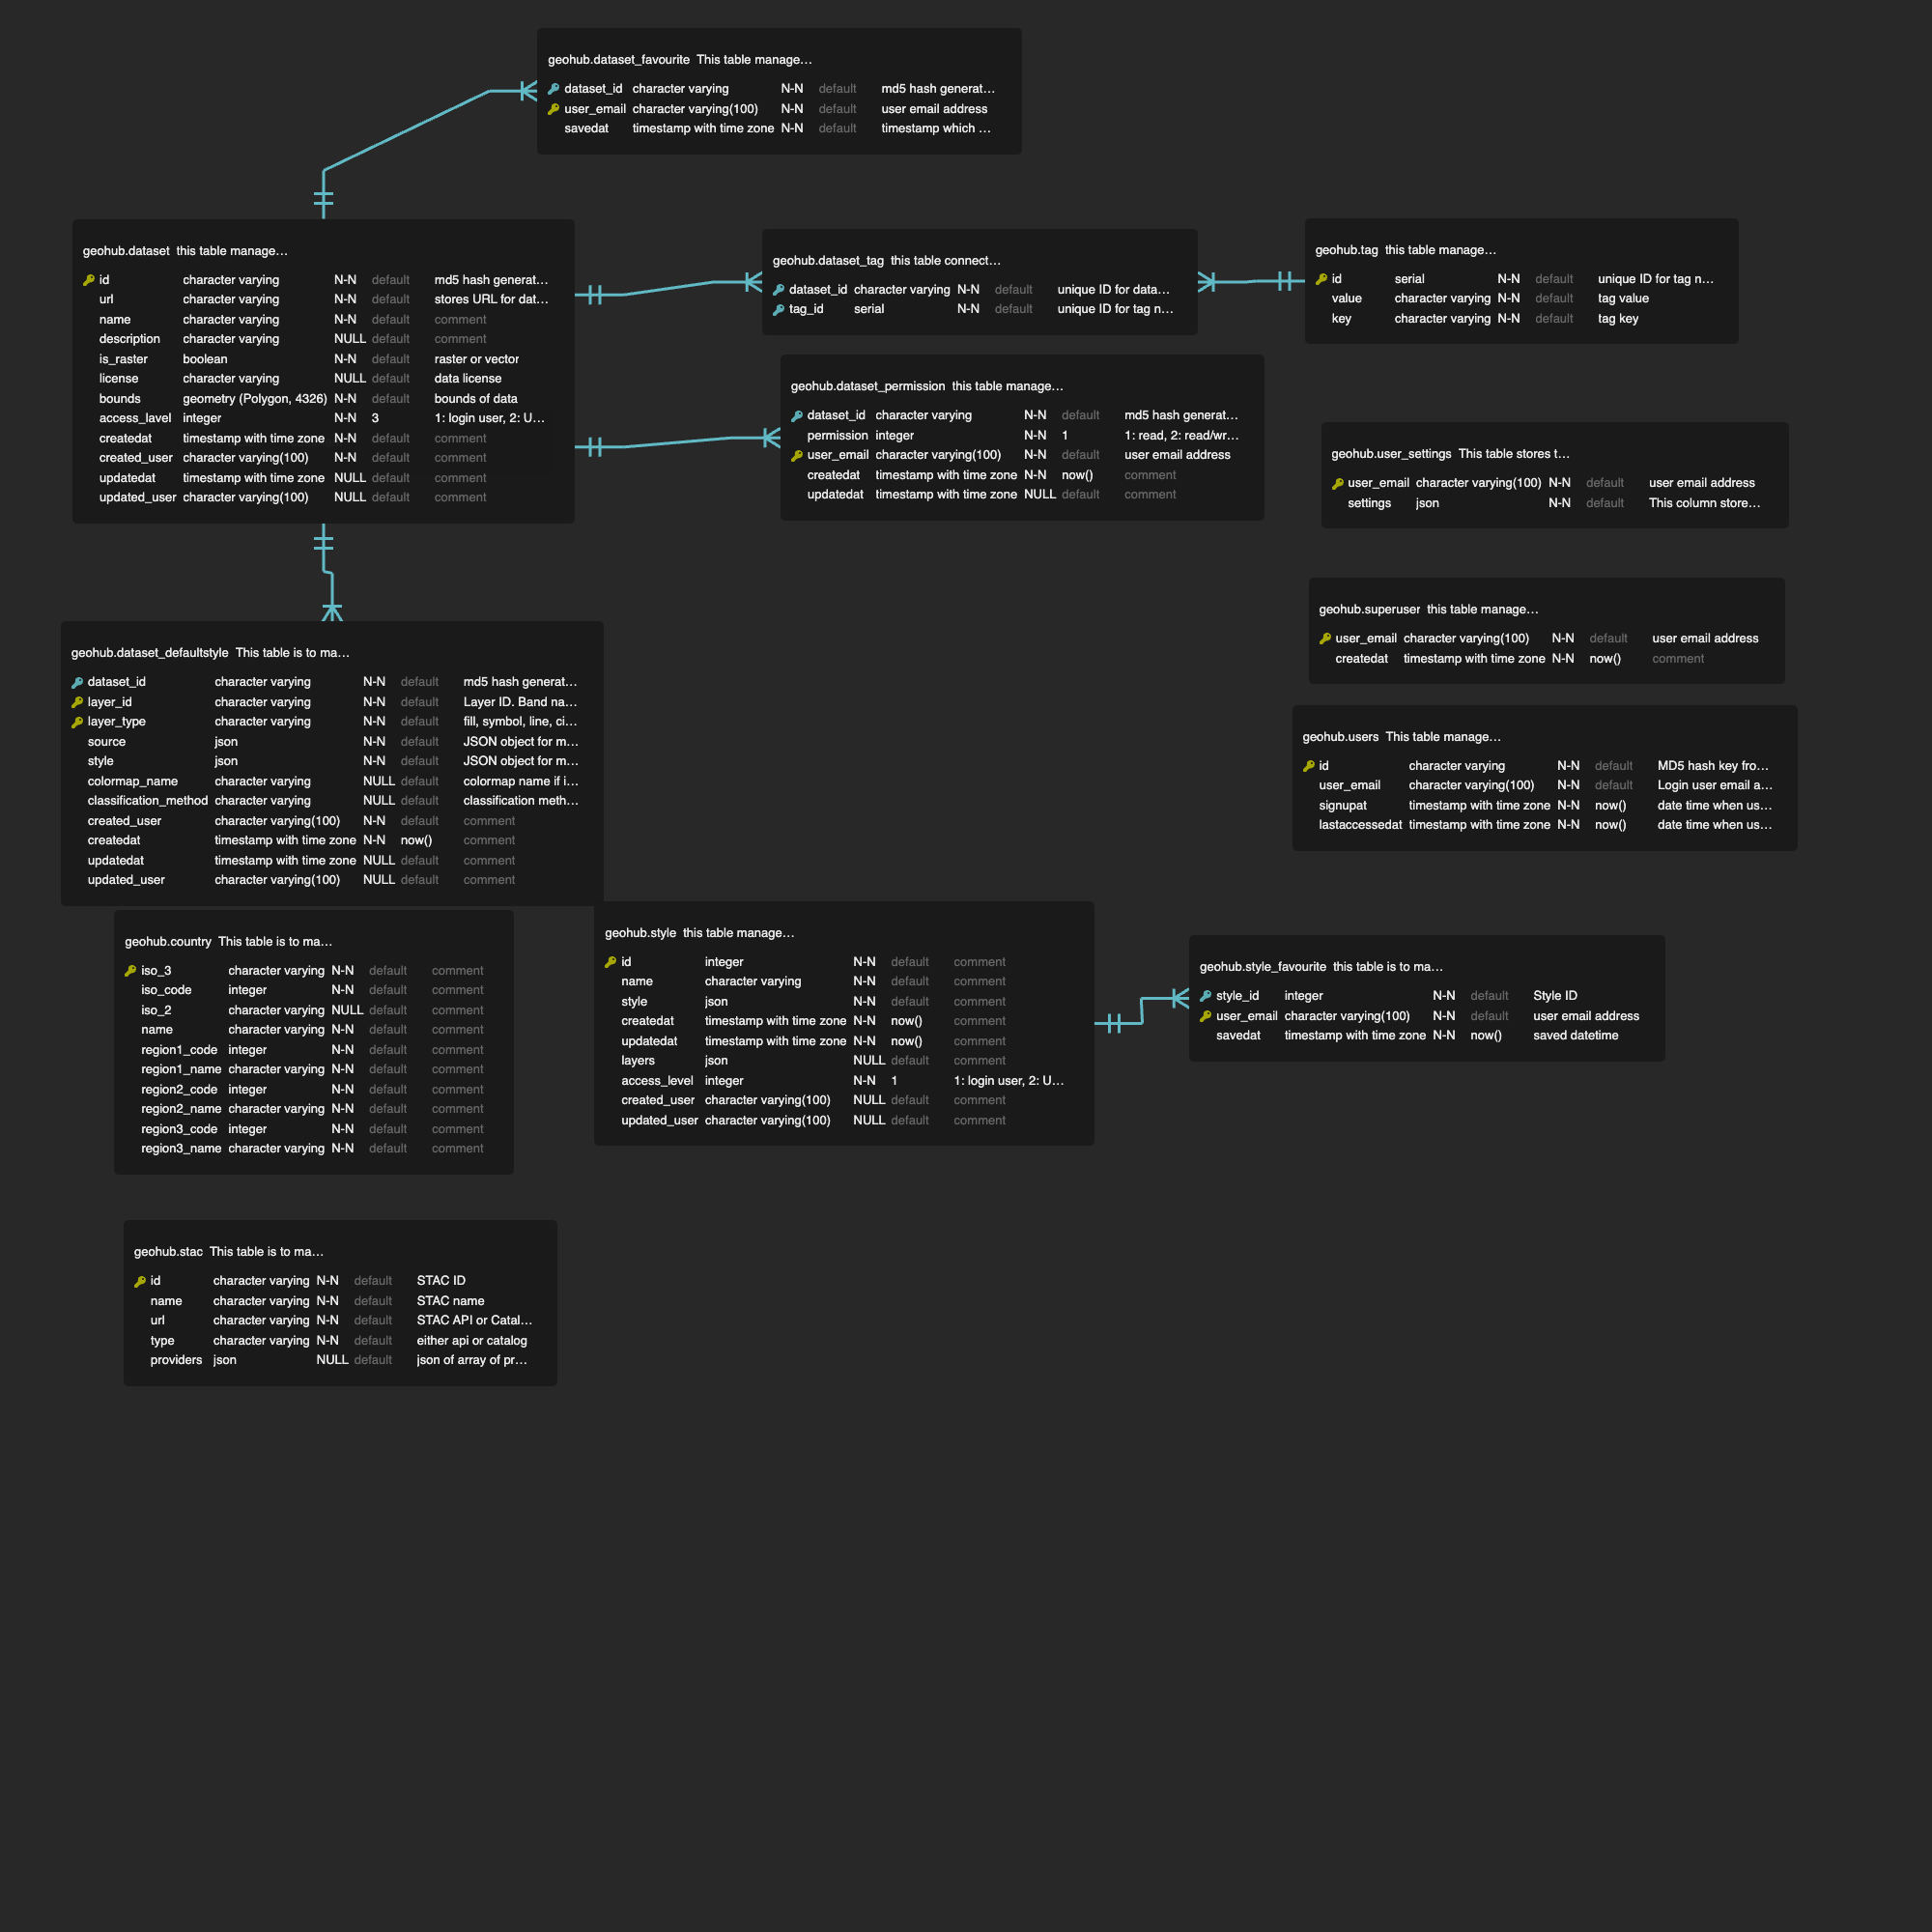 geohub.dataset_favourite This table manage…
dataset_id character varying N-N default md5 hash generat…
user_email character varying(100) N-N default user email address
savedat timestamp with time zone N-N default timestamp which …
geohub.dataset this table manage…
id character varying N-N default md5 hash generat…
url character varying N-N default stores URL for dat…
name character varying N-N default comment
description character varying NULL default comment
is_raster boolean N-N default raster or vector
license character varying NULL default data license
bounds geometry (Polygon, 4326) N-N default bounds of data
access_lavel integer N-N 3 1: login user, 2: U…
createdat timestamp with time zone N-N default comment
created_user character varying(100) N-N default comment
updatedat timestamp with time zone NULL default comment
updated_user character varying(100) NULL default comment
geohub.dataset_tag this table connect…
dataset_id character varying N-N default unique ID for data…
tag_id serial N-N default unique ID for tag n…
geohub.tag this table manage…
id serial N-N default unique ID for tag n…
value character varying N-N default tag value
key character varying N-N default tag key
geohub.dataset_permission this table manage…
dataset_id character varying N-N default md5 hash generat…
permission integer N-N 1 1: read, 2: read/wr…
user_email character varying(100) N-N default user email address
createdat timestamp with time zone N-N now() comment
updatedat timestamp with time zone NULL default comment
geohub.user_settings This table stores t…
user_email character varying(100) N-N default user email address
settings json N-N default This column store…
geohub.superuser this table manage…
user_email character varying(100) N-N default user email address
createdat timestamp with time zone N-N now() comment
geohub.dataset_defaultstyle This table is to ma…
dataset_id character varying N-N default md5 hash generat…
layer_id character varying N-N default Layer ID. Band na…
layer_type character varying N-N default fill, symbol, line, ci…
source json N-N default JSON object for m…
style json N-N default JSON object for m…
colormap_name character varying NULL default colormap name if i…
classification_method character varying NULL default classification meth…
created_user character varying(100) N-N default comment
createdat timestamp with time zone N-N now() comment
updatedat timestamp with time zone NULL default comment
updated_user character varying(100) NULL default comment
geohub.users This table manage…
id character varying N-N default MD5 hash key fro…
user_email character varying(100) N-N default Login user email a…
signupat timestamp with time zone N-N now() date time when us…
lastaccessedat timestamp with time zone N-N now() date time when us…
geohub.country This table is to ma…
iso_3 character varying N-N default comment
iso_code integer N-N default comment
iso_2 character varying NULL default comment
name character varying N-N default comment
region1_code integer N-N default comment
region1_name character varying N-N default comment
region2_code integer N-N default comment
region2_name character varying N-N default comment
region3_code integer N-N default comment
region3_name character varying N-N default comment
geohub.style this table manage…
id integer N-N default comment
name character varying N-N default comment
style json N-N default comment
createdat timestamp with time zone N-N now() comment
updatedat timestamp with time zone N-N now() comment
layers json NULL default comment
access_level integer N-N 1 1: login user, 2: U…
created_user character varying(100) NULL default comment
updated_user character varying(100) NULL default comment
geohub.style_favourite this table is to ma…
style_id integer N-N default Style ID
user_email character varying(100) N-N default user email address
savedat timestamp with time zone N-N now() saved datetime
geohub.stac This table is to ma…
id character varying N-N default STAC ID
name character varying N-N default STAC name
url character varying N-N default STAC API or Catal…
type character varying N-N default either api or catalog
providers json NULL default json of array of pr…